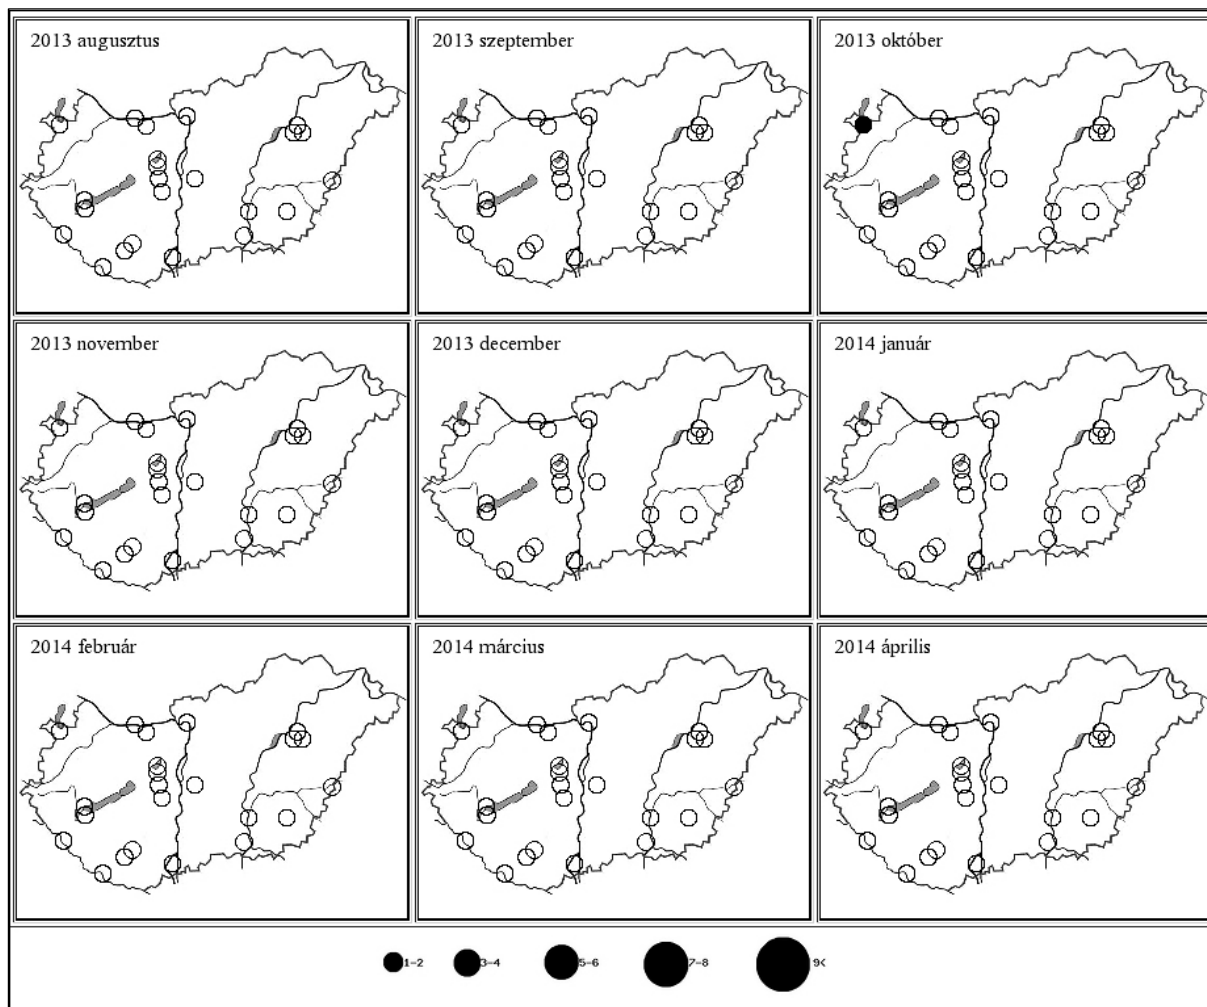 2013 augusztus
2013 szeptember
2013 október
2013 november
2013 december
2014 január
2014 február
2014 március
2014 április
1-2
3-4
5-6
7-8
9<